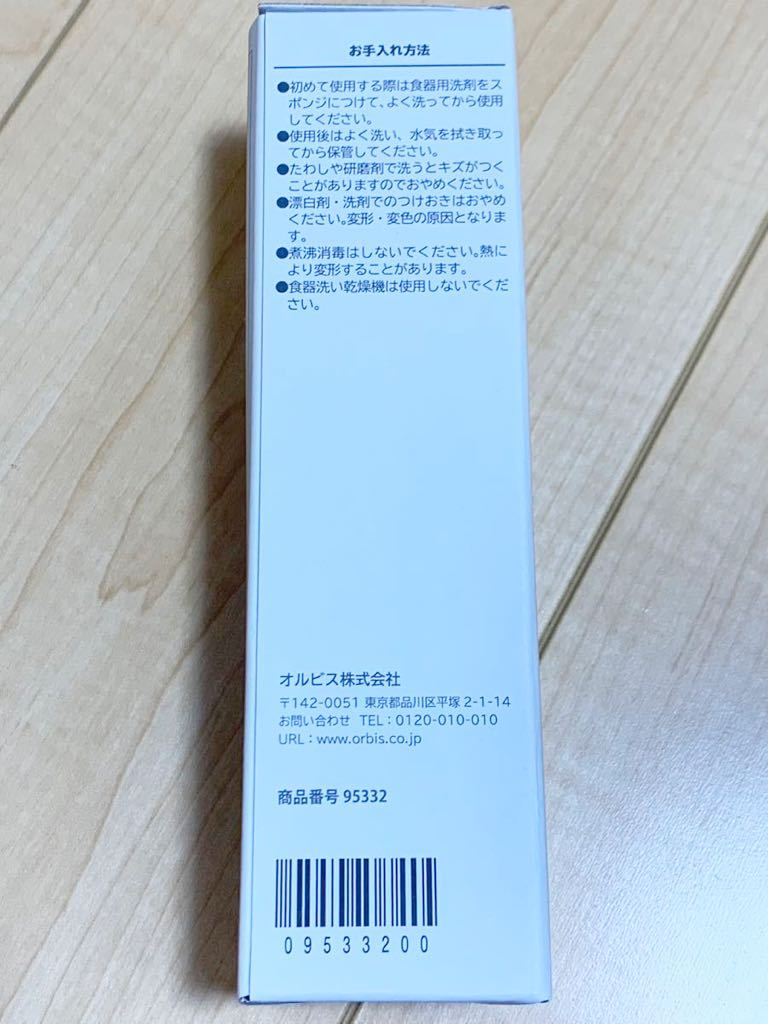 お手入れ方法
●初めて使用する際は食器用洗剤をス
ポンジにつけて、よく洗ってから使用
してください。
●使用後はよく洗い、水気を拭き取っ
てから保管してください。
●たわしや研磨剤で洗うとキズがつく
ことがありますのでおやめください。
●漂白剤・洗剤でのつけおきはおやめ
ください。変形・変色の原因となりま
す。
●煮沸消毒はしないでください。熱に
より変形することがあります。
●食器洗い乾燥機は使用しないでくだ
さい。
オルビス株式会社
〒142-0051 東京都品川区平塚 2-1-14
お問い合わせ TEL：0120-010-010
URL：www.orbis.co.jp
商品番号 95332
09533200